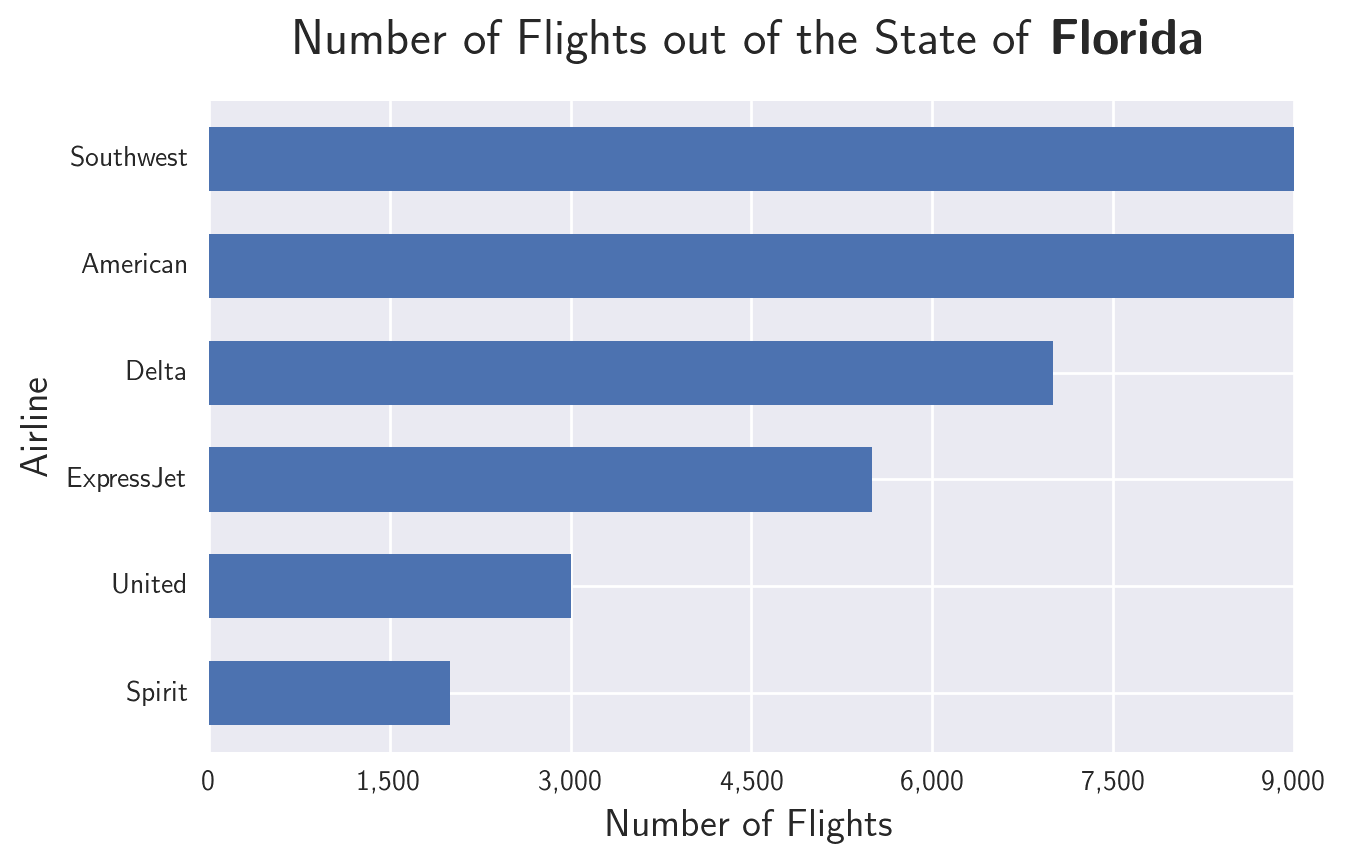 Number of Flights out of the State of Florida
Southwest
American
Delta
ExpressJet
United
Spirit
Airline
0 1,500 3,000 4,500 6,000 7,500 9,000
Number of Flights